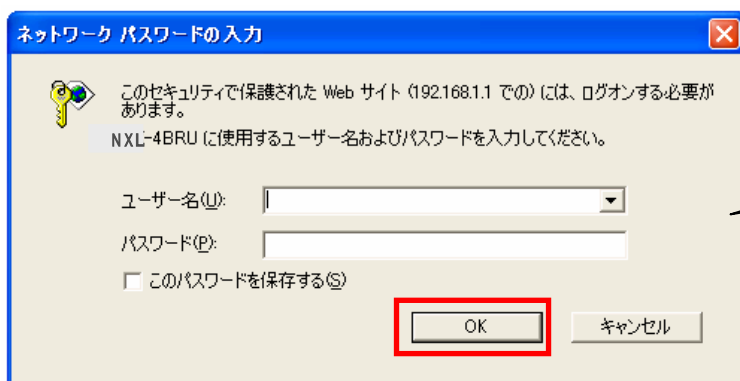 ネットワーク パスワードの入力
このセキュリティで保護された Web サイト (192.168.1.1 での) には、ログオンする必要が
あります。
NXL-4BRU に使用するユーザー名およびパスワードを入力してください。
ユーザー名(U):
パスワード(P):
このパスワードを保存する(S)
OK キャンセル